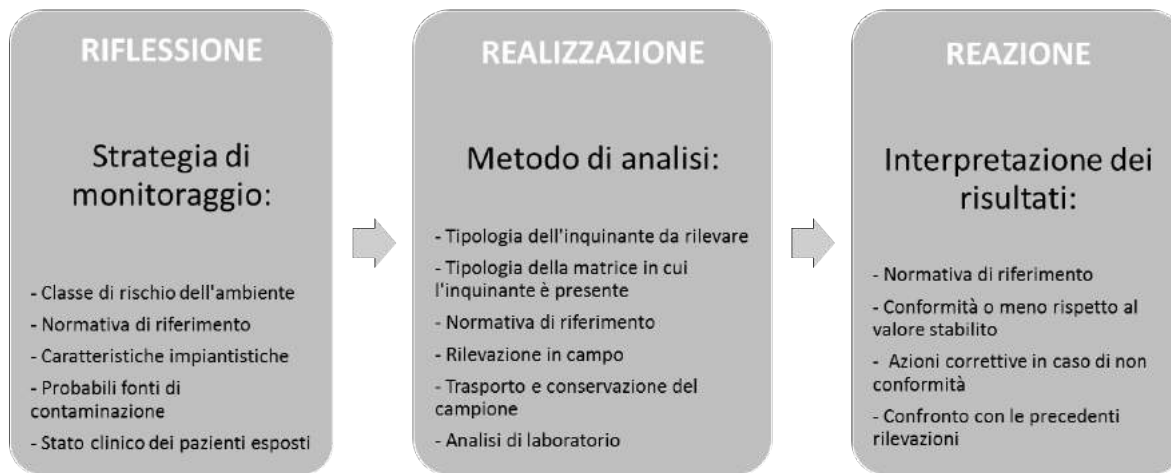 RIFLESSIONE
Strategia di
monitoraggio:
- Classe di rischio dell'ambiente
- Normativa di riferimento
- Caratteristiche impiantistiche
- Probabili fonti di
contaminazione
- Stato clinico dei pazienti esposti
REALIZZAZIONE
Metodo di analisi:
- Tipologia dell'inquinante da rilevare
- Tipologia della matrice in cui
l'inquinante è presente
- Normativa di riferimento
- Rilevazione in campo
- Trasporto e conservazione del
campione
- Analisi di laboratorio
REAZIONE
Interpretazione dei
risultati:
- Normativa di riferimento
- Conformità o meno rispetto al
valore stabilito
- Azioni correttive in caso di non
conformità
- Confronto con le precedenti
rilevazioni